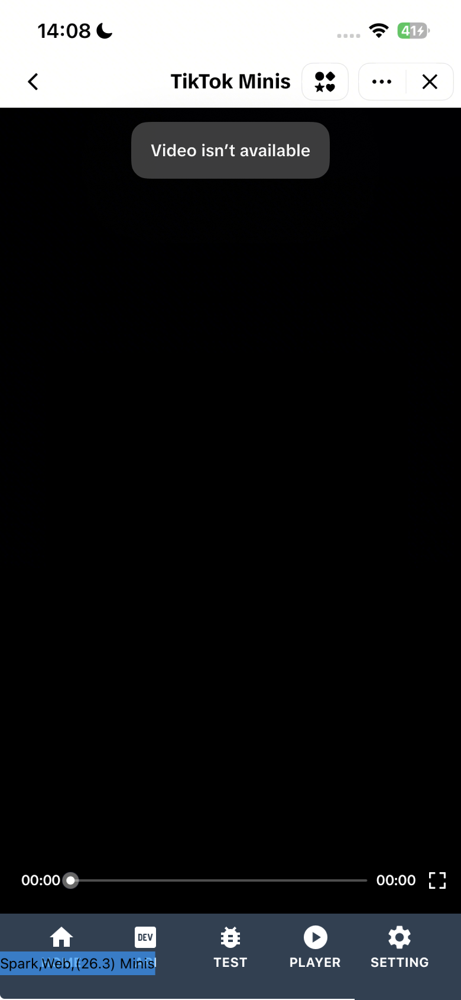 14:08
41
TikTok Minis
Video isn't available
00:00
00:00
DEV
TEST
PLAYER
SETTING
Spark,Web,(26.3) Minis